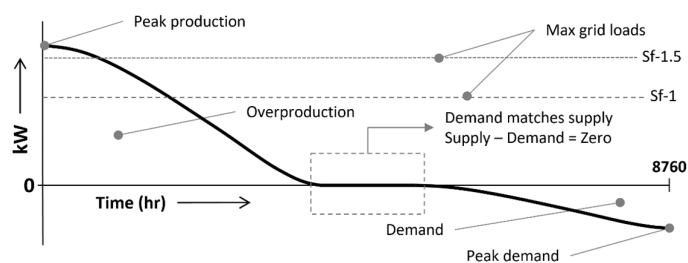 Peak production
Max grid loads
Sf-1.5
Sf-1
Overproduction
Demand matches supply
Supply – Demand = Zero
kW
8760
0
Time (hr)
Demand
Peak demand